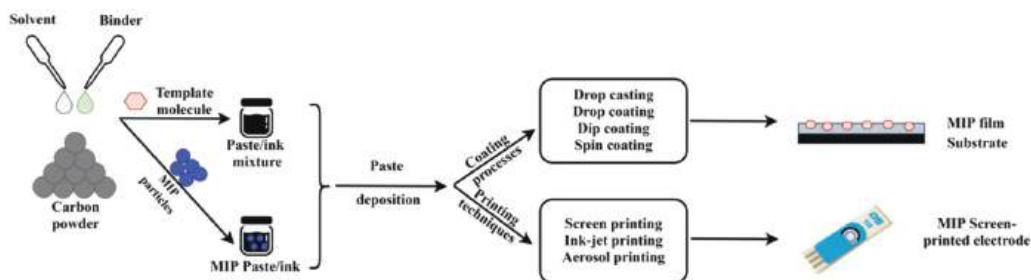 Solvent
Binder
Template
molecule
Paste/ink
mixture
Carbon
powder
MIP
particles
MIP Paste/ink
Paste
deposition
Coating
processes
Printing
techniques
Drop casting
Drop coating
Dip coating
Spin coating
Screen printing
Ink-jet printing
Aerosol printing
MIP film
Substrate
MIP Screen-
printed electrode